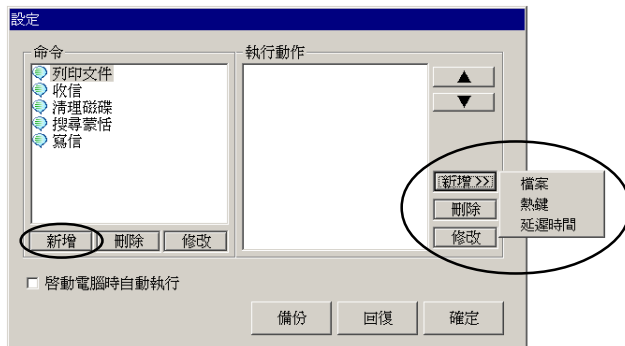 設定
命令
列印文件
收信
清理磁碟
搜尋蒙恬
寫信
新增
刪除
修改
執行動作
▲
▼
新增 >>
刪除
修改
檔案
熱鍵
延遲時間
啓動電腦時自動執行
備份
回復
確定